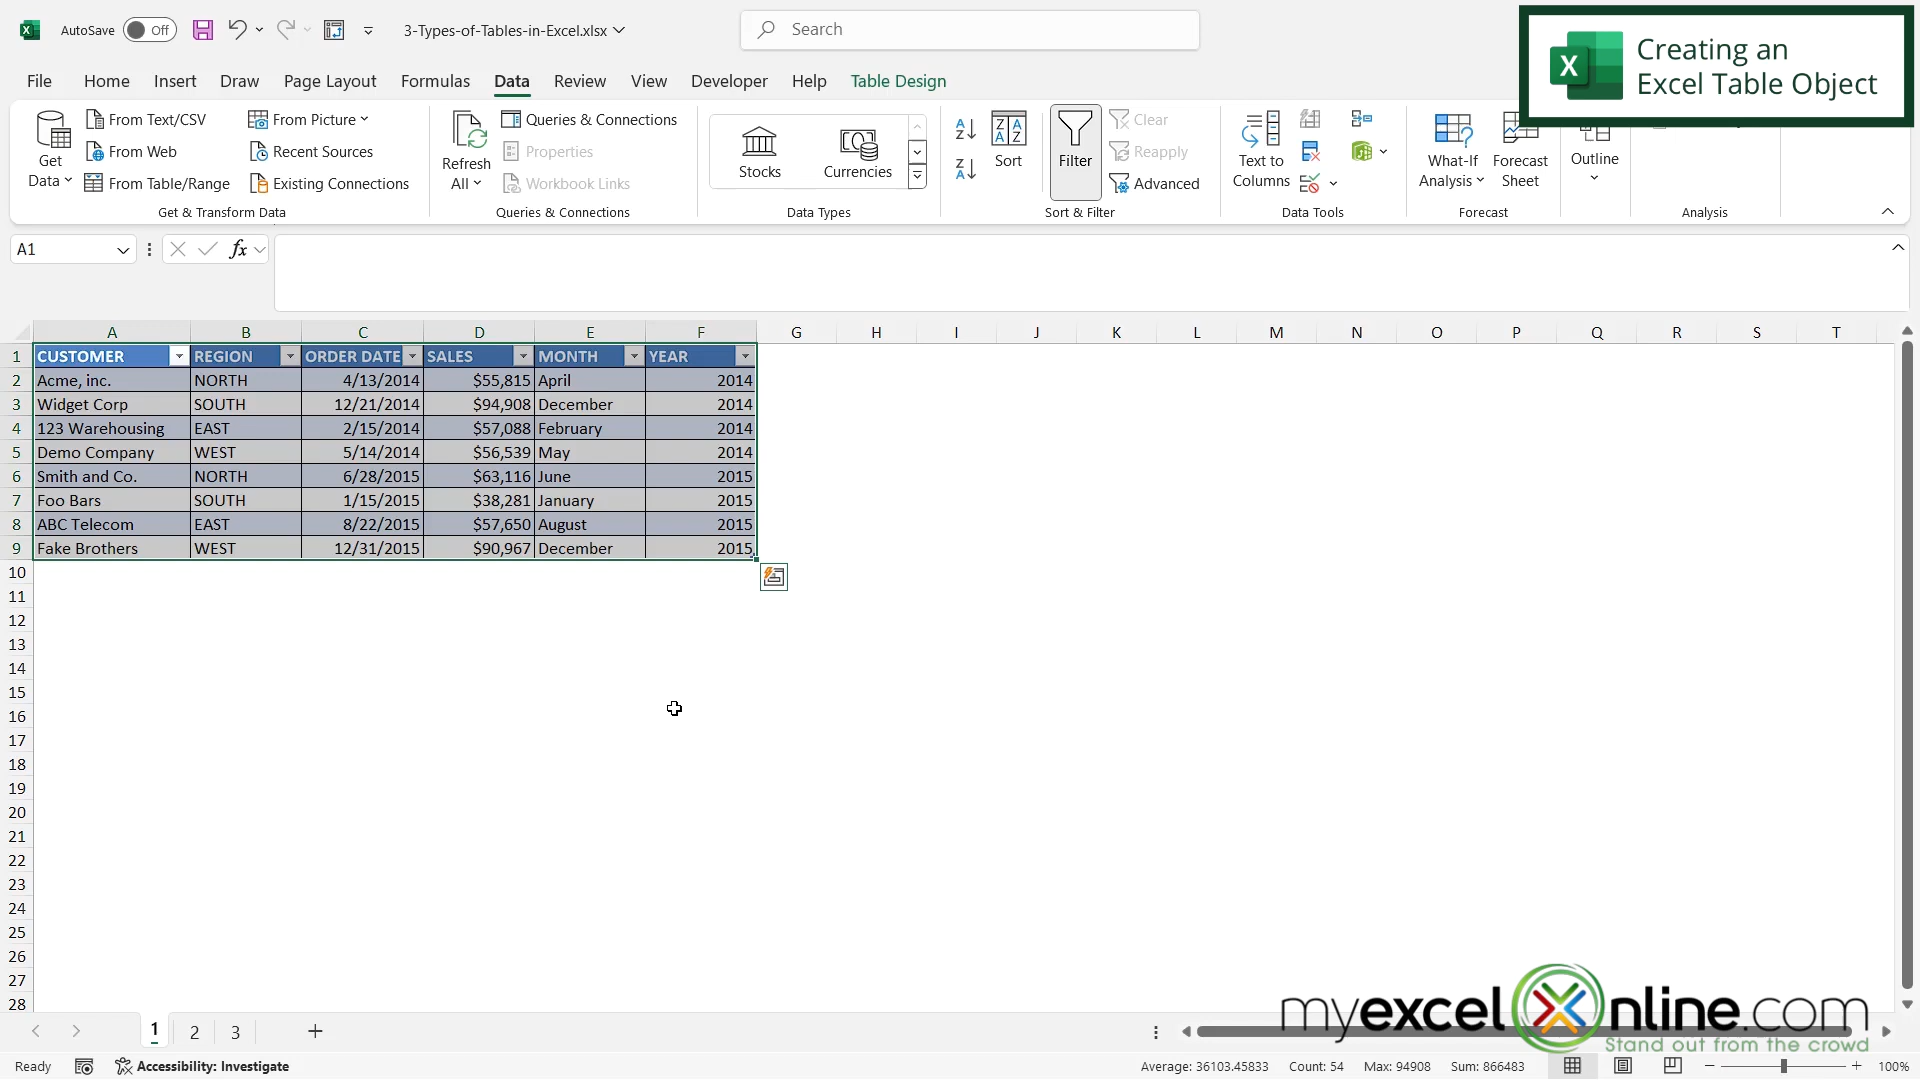 AutoSave Off 3-Types-of-Tables-in-Excel.xlsx Search
Creating an
Excel Table Object
File Home Insert Draw Page Layout Formulas Data Review View Developer Automate Help Table Design
Get Data
From Text/CSV
From Web
From Table/Range
From Picture
Recent Sources
Existing Connections
Get & Transform Data
Refresh All
Queries & Connections
Properties
Workbook Links
Queries & Connections
Stocks Currencies
Data Types
Sort
Filter
Clear
Reapply
Advanced
Sort & Filter
Text to Columns
Data Tools
What-If Analysis
Forecast Sheet
Forecast
Outline
Analysis
A1 fx
A B C D E F G H I J K L M N O P Q R S T
1 CUSTOMER REGION ORDER DATE SALES MONTH YEAR
2 Acme, inc. NORTH 4/13/2014 $55,815 April 2014
3 Widget Corp SOUTH 12/21/2014 $94,908 December 2014
4 123 Warehousing EAST 2/15/2014 $57,088 February 2014
5 Demo Company WEST 5/14/2014 $56,539 May 2014
6 Smith and Co. NORTH 6/28/2015 $63,116 June 2015
7 Foo Bars SOUTH 1/15/2015 $38,281 January 2015
8 ABC Telecom EAST 8/22/2015 $57,650 August 2015
9 Fake Brothers WEST 12/31/2015 $90,967 December 2015
10
11
12
13
14
15
16
17
18
19
20
21
22
23
24
25
26
27
28
myexcelonline.com
Stand out from the crowd
1 2 3
Ready Accessibility: Investigate Average: 36103.45833 Count: 54 Max: 94908 Sum: 866483 100%